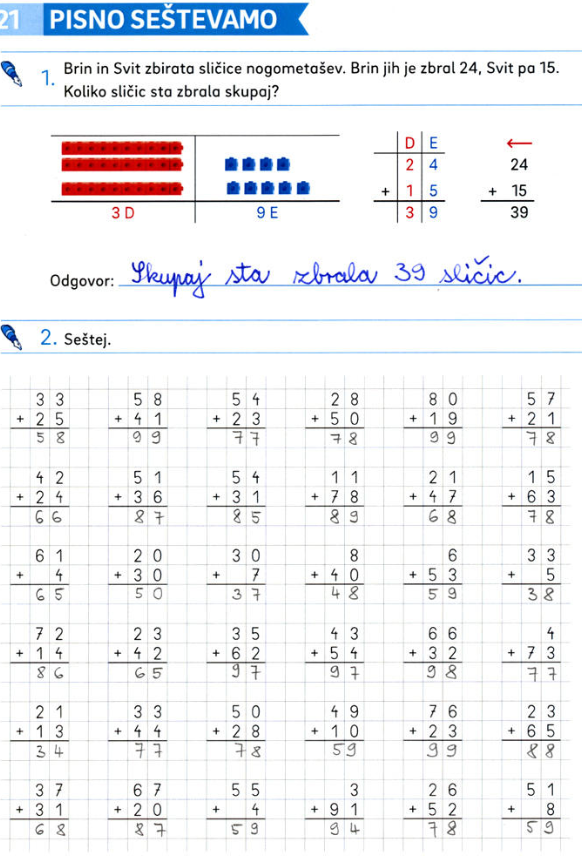 21 PISNO SEŠTEVAMO
1. Brin in Svit zbirata sličice nogometašev. Brin jih je zbral 24, Svit pa 15.
Koliko sličic sta zbrala skupaj?
D E
2 4 24
+ 1 5 + 15
3 D 9 E 3 9 39
Odgovor: Skupaj sta zbrala 39 sličic.
2. Seštej.
33 58 54 28 80 57
+ 25 + 41 + 23 + 50 + 19 + 21
58 99 77 78 99 78
42 51 54 11 21 15
+ 24 + 36 + 31 + 78 + 47 + 63
66 87 85 89 68 78
61 20 30 8 6 33
+ 4 + 30 + 7 + 40 + 53 + 5
65 50 37 48 59 38
72 23 35 43 66 4
+ 14 + 42 + 62 + 54 + 32 + 73
86 65 97 97 98 77
21 33 50 49 76 23
+ 13 + 44 + 28 + 10 + 23 + 65
34 77 78 59 99 88
37 67 55 3 26 51
+ 31 + 20 + 4 + 91 + 52 + 8
68 87 59 94 78 59